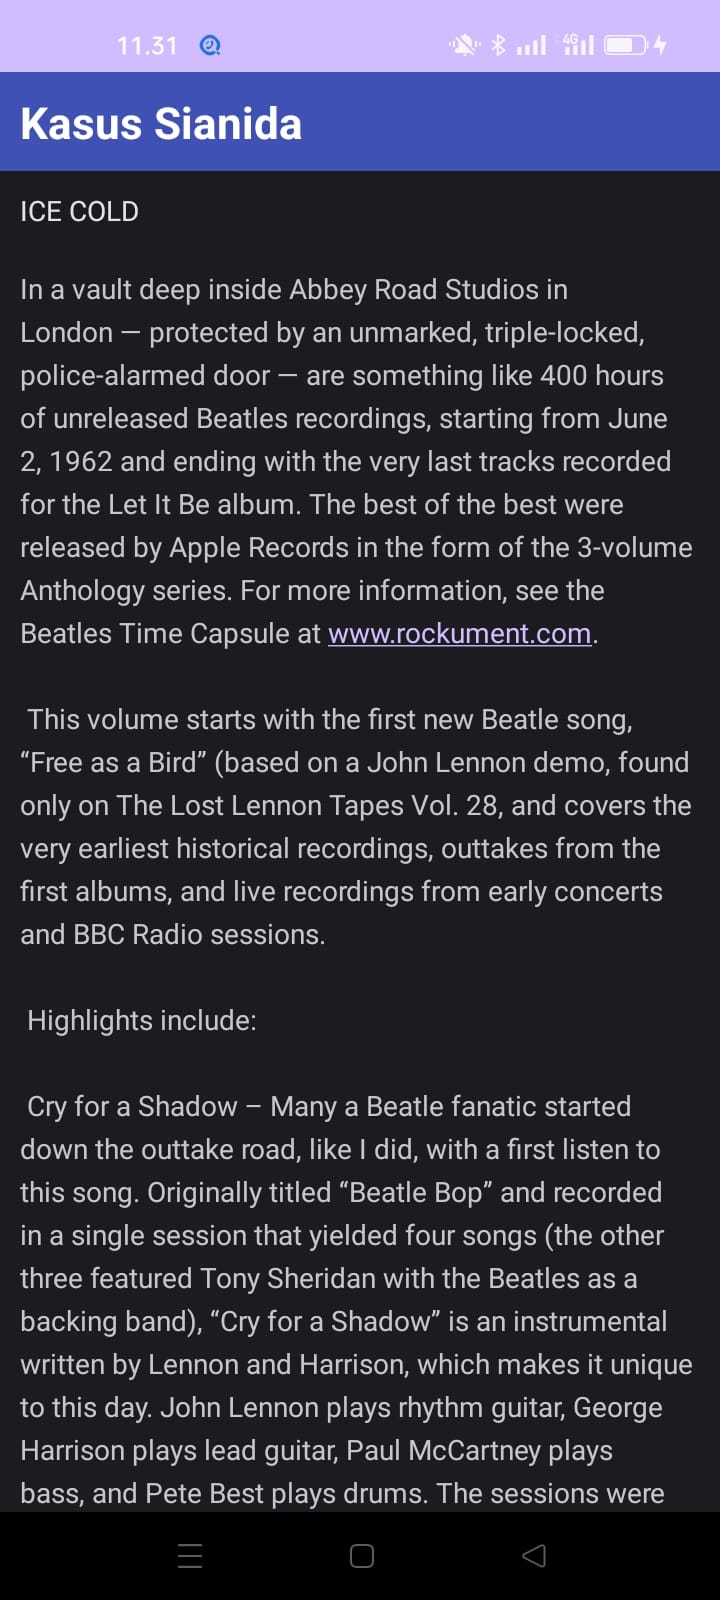 11.31
4G
Kasus Sianida
ICE COLD
In a vault deep inside Abbey Road Studios in
London — protected by an unmarked, triple-locked,
police-alarmed door — are something like 400 hours
of unreleased Beatles recordings, starting from June
2, 1962 and ending with the very last tracks recorded
for the Let It Be album. The best of the best were
released by Apple Records in the form of the 3-volume
Anthology series. For more information, see the
Beatles Time Capsule at www.rockument.com.
This volume starts with the first new Beatle song,
“Free as a Bird” (based on a John Lennon demo, found
only on The Lost Lennon Tapes Vol. 28, and covers the
very earliest historical recordings, outtakes from the
first albums, and live recordings from early concerts
and BBC Radio sessions.
Highlights include:
Cry for a Shadow – Many a Beatle fanatic started
down the outtake road, like I did, with a first listen to
this song. Originally titled “Beatle Bop” and recorded
in a single session that yielded four songs (the other
three featured Tony Sheridan with the Beatles as a
backing band), “Cry for a Shadow” is an instrumental
written by Lennon and Harrison, which makes it unique
to this day. John Lennon plays rhythm guitar, George
Harrison plays lead guitar, Paul McCartney plays
bass, and Pete Best plays drums. The sessions were